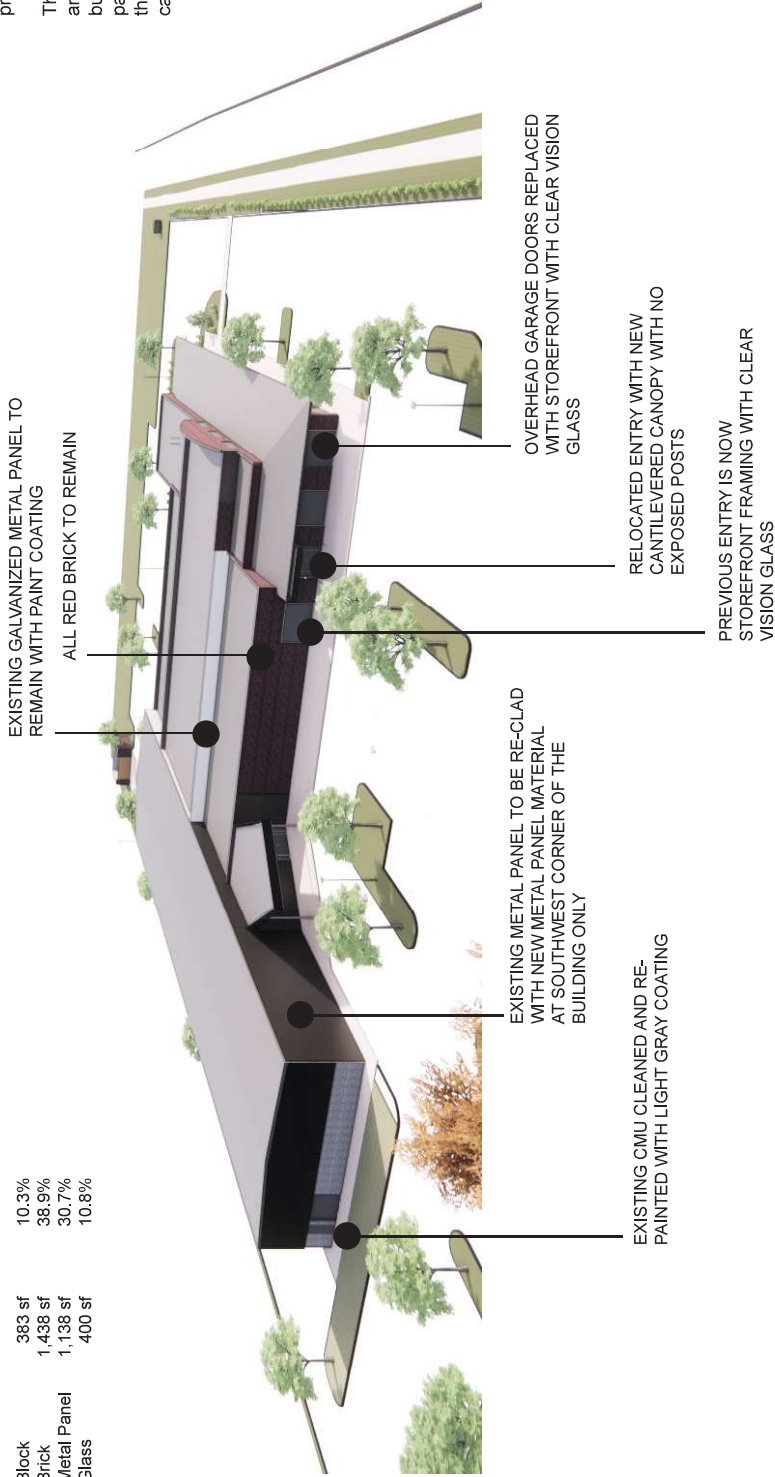 Block 383 sf 10.3%
Brick 1,438 sf 38.9%
Metal Panel 1,138 sf 30.7%
Glass 400 sf 10.8%
EXISTING GALVANIZED METAL PANEL TO
REMAIN WITH PAINT COATING
ALL RED BRICK TO REMAIN
EXISTING CMU CLEANED AND RE-
PAINTED WITH LIGHT GRAY COATING
EXISTING METAL PANEL TO BE RE-CLAD
WITH NEW METAL PANEL MATERIAL
AT SOUTHWEST CORNER OF THE
BUILDING ONLY
PREVIOUS ENTRY IS NOW
STOREFRONT FRAMING WITH CLEAR
VISION GLASS
RELOCATED ENTRY WITH NEW
CANTILEVERED CANOPY WITH NO
EXPOSED POSTS
OVERHEAD GARAGE DOORS REPLACED
WITH STOREFRONT WITH CLEAR VISION
GLASS